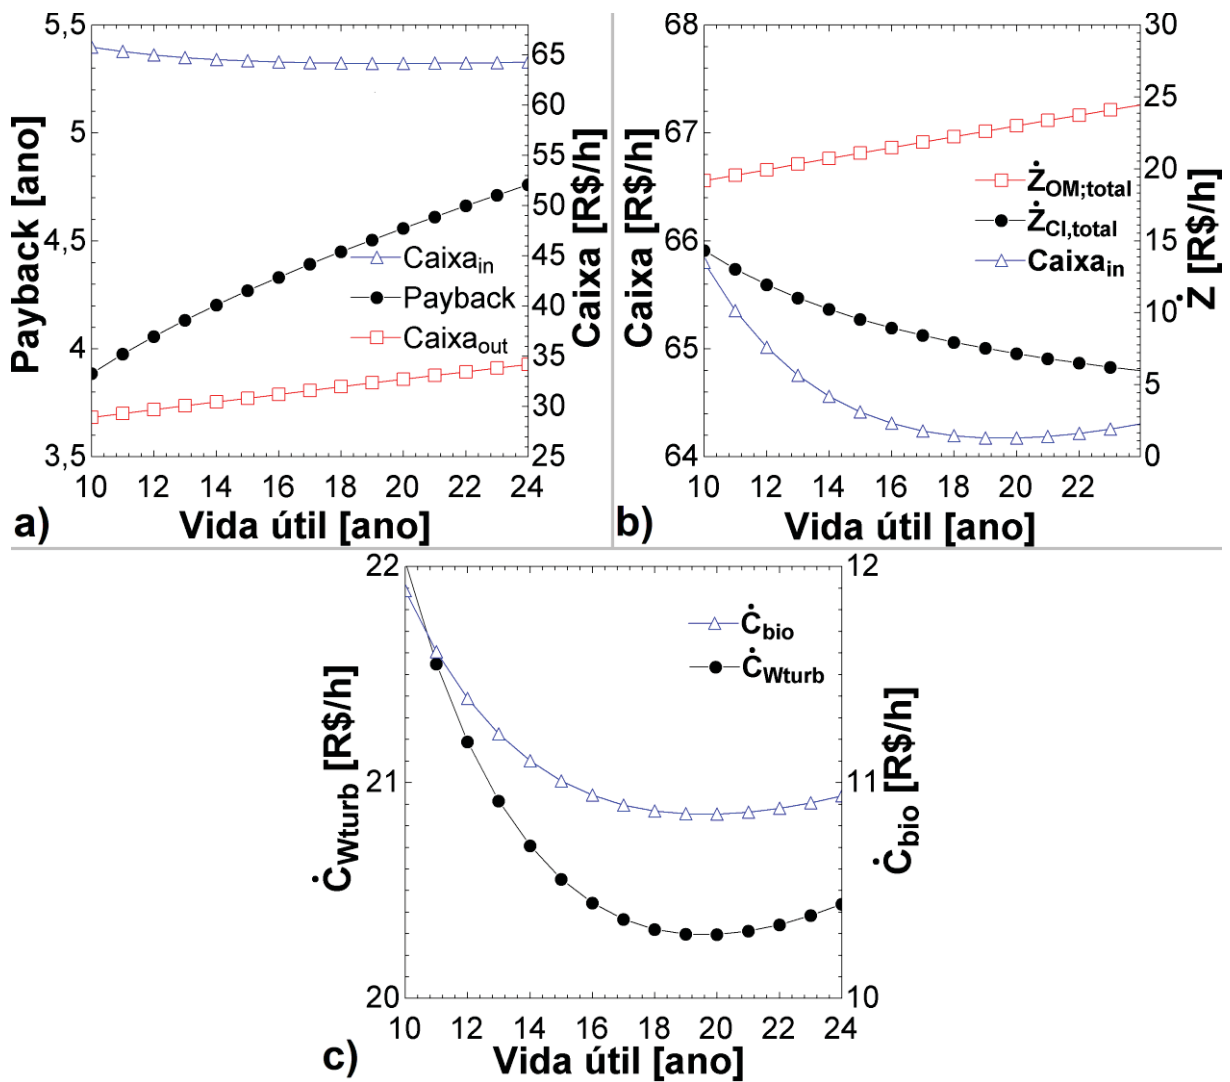 5,5
5
4,5
4
3,5
Payback [ano]
65
60
55
50
45
40
35
30
25
Caixa [R$/h]
Caixa_in
Payback
Caixa_out
10 12 14 16 18 20 22 24
Vida útil [ano]
a)
68
67
66
65
64
Caixa [R$/h]
30
25
20
15
10
5
0
Ż [R$/h]
Ż_OM;total
Ż_CI,total
Caixa_in
10 12 14 16 18 20 22
Vida útil [ano]
b)
22
21
20
Ċ_Wturb [R$/h]
12
11
10
Ċ_bio [R$/h]
Ċ_bio
Ċ_Wturb
10 12 14 16 18 20 22 24
Vida útil [ano]
c)